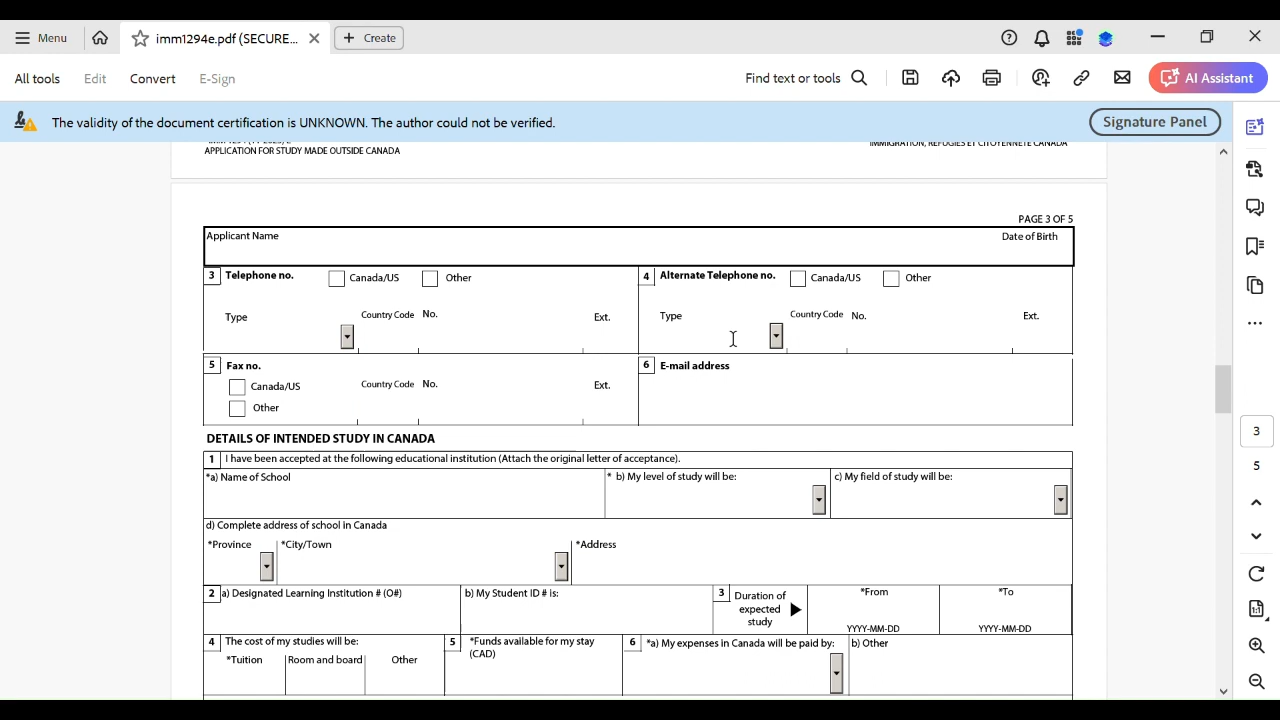 Menu
imm1294e.pdf (SECURE...
Create
All tools
Edit
Convert
E-Sign
Find text or tools
AI Assistant
The validity of the document certification is UNKNOWN. The author could not be verified.
Signature Panel
APPLICATION FOR STUDY MADE OUTSIDE CANADA
IMMIGRATION, REFUGIES ET CITOYENNETE CANADA
PAGE 3 OF 5
Applicant Name
Date of Birth
3 Telephone no. Canada/US Other
4 Alternate Telephone no. Canada/US Other
Type Country Code No. Ext.
Type Country Code No. Ext.
5 Fax no.
6 E-mail address
Canada/US Country Code No. Ext.
Other
DETAILS OF INTENDED STUDY IN CANADA
1 I have been accepted at the following educational institution (Attach the original letter of acceptance).
*a) Name of School
* b) My level of study will be:
c) My field of study will be:
d) Complete address of school in Canada
*Province *City/Town *Address
2 a) Designated Learning Institution # (O#)
b) My Student ID # is:
3 Duration of
expected
study
*From
YYYY-MM-DD
*To
YYYY-MM-DD
4 The cost of my studies will be:
*Tuition Room and board Other
5 *Funds available for my stay
(CAD)
6 *a) My expenses in Canada will be paid by:
b) Other
3
5
1:1